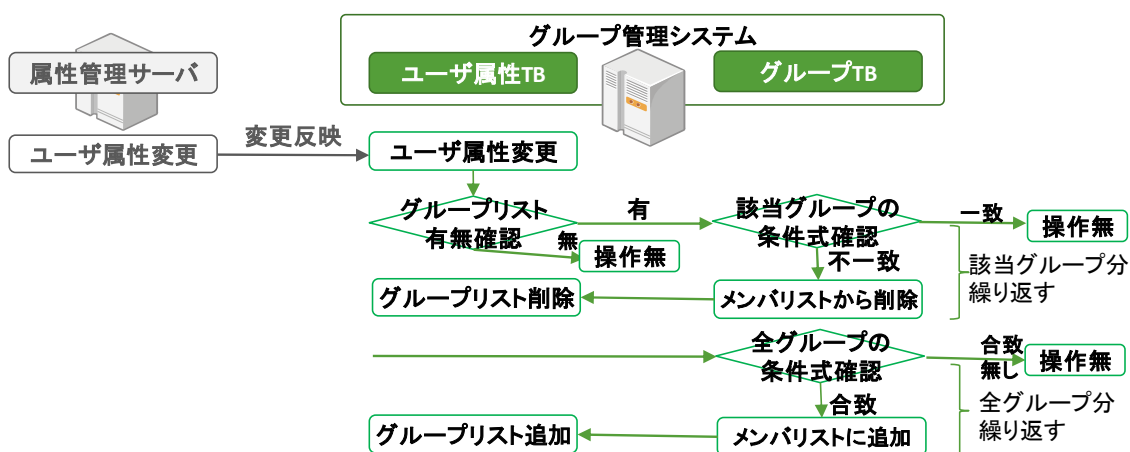 グループ管理システム
属性管理サーバ
ユーザ属性TB
グループTB
ユーザ属性変更
変更反映
ユーザ属性変更
グループリスト
有無確認
有
無
操作無
該当グループの
条件式確認
一致
操作無
不一致
該当グループ分
繰り返す
グループリスト削除
メンバリストから削除
全グループの
条件式確認
合致
無し
操作無
合致
全グループ分
繰り返す
グループリスト追加
メンバリストに追加